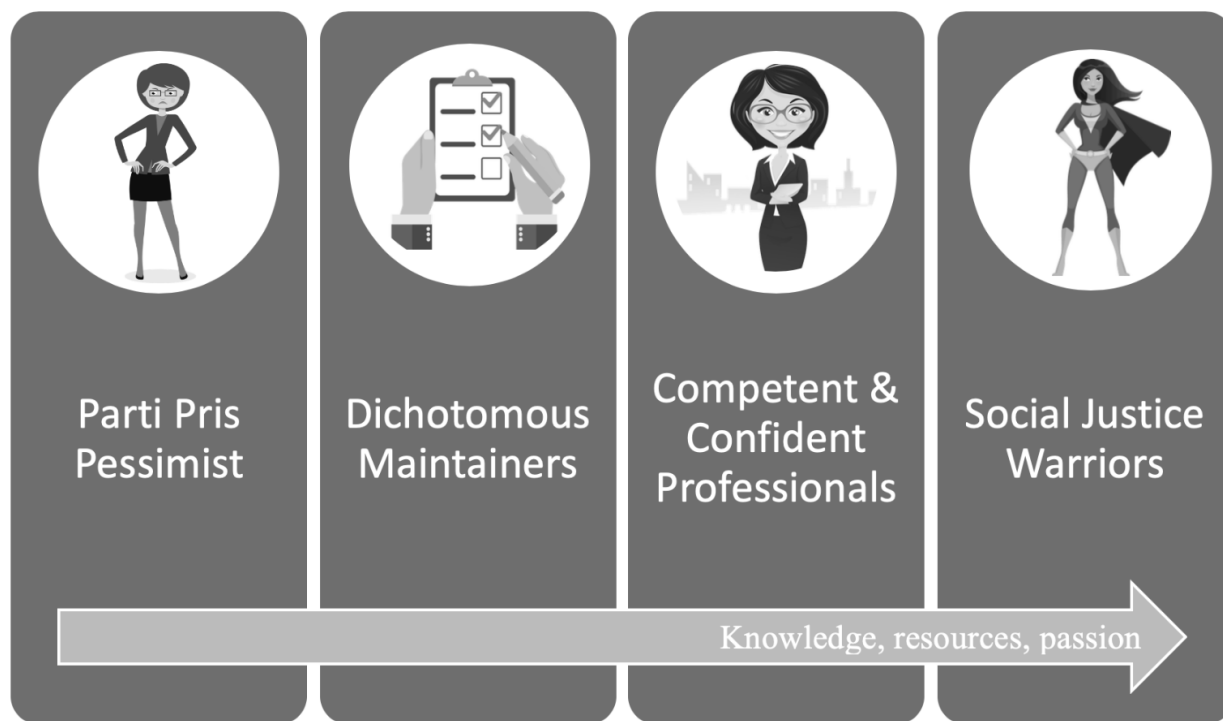 Parti Pris
Pessimist
Dichotomous
Maintainers
Competent &
Confident
Professionals
Social Justice
Warriors
Knowledge, resources, passion